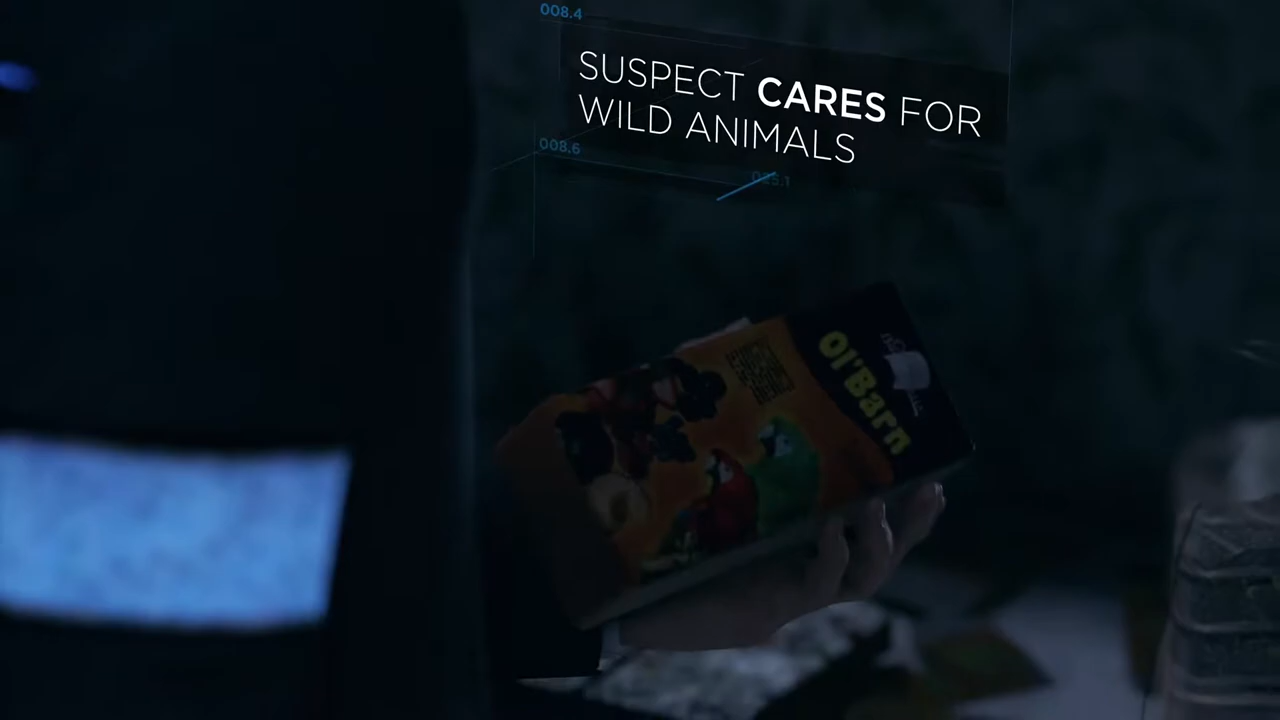 008.4
SUSPECT CARES FOR
WILD ANIMALS
008.6
Ol'Barn